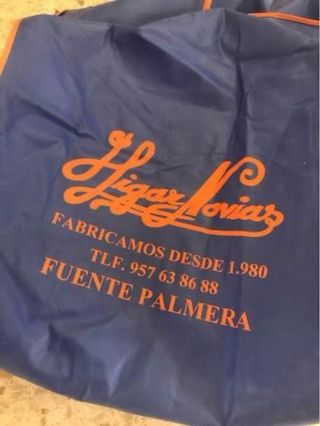 Higar Novias
FABRICAMOS DESDE 1.980
TLF. 957 63 86 88
FUENTE PALMERA